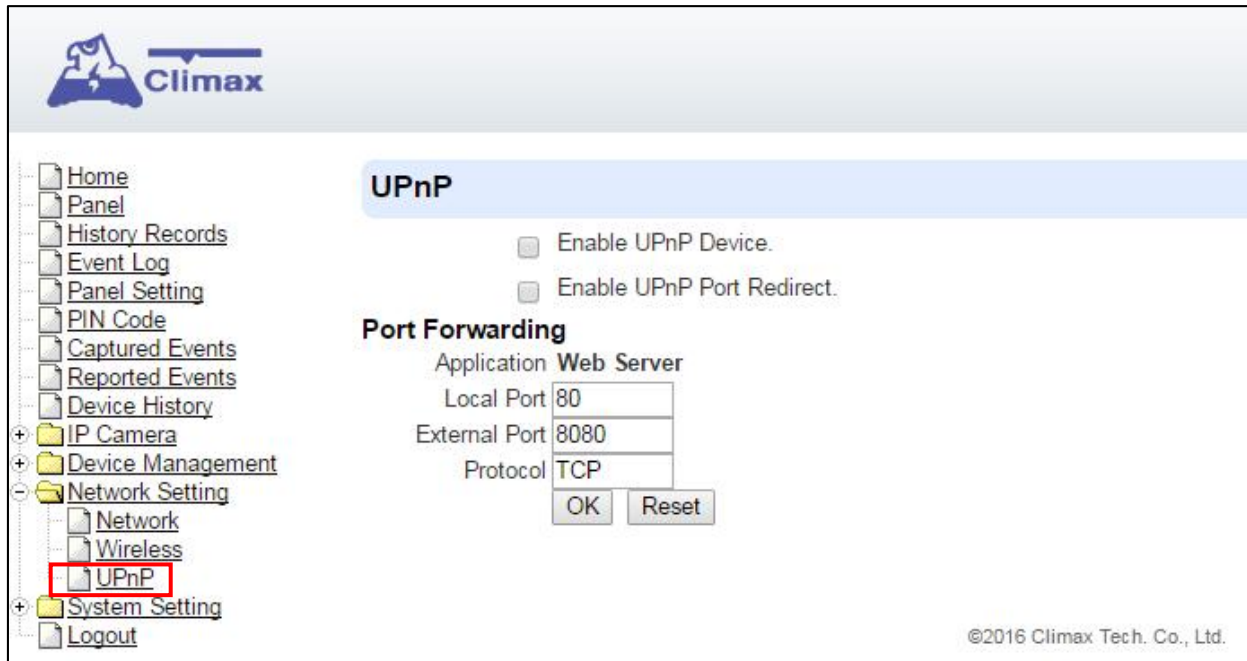 Climax
Home
Panel
History Records
Event Log
Panel Setting
PIN Code
Captured Events
Reported Events
Device History
IP Camera
Device Management
Network Setting
Network
Wireless
UPnP
System Setting
Logout
UPnP
Enable UPnP Device.
Enable UPnP Port Redirect.
Port Forwarding
Application Web Server
Local Port 80
External Port 8080
Protocol TCP
OK Reset
©2016 Climax Tech. Co., Ltd.